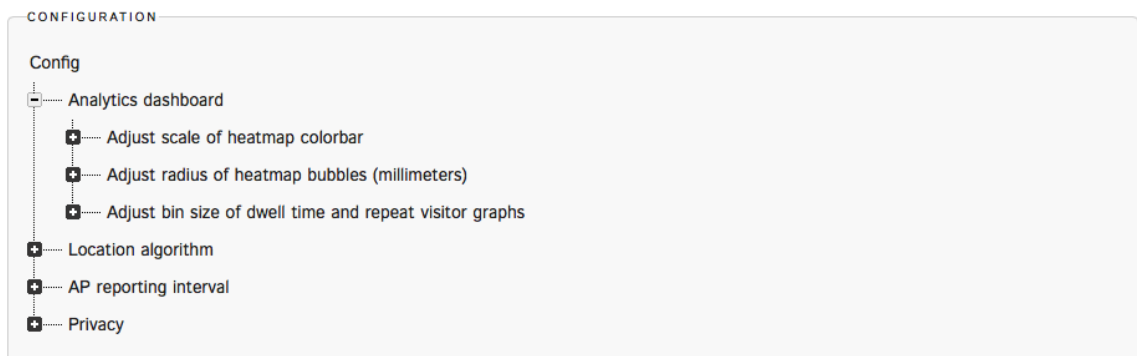 CONFIGURATION
Config
Analytics dashboard
Adjust scale of heatmap colorbar
Adjust radius of heatmap bubbles (millimeters)
Adjust bin size of dwell time and repeat visitor graphs
Location algorithm
AP reporting interval
Privacy